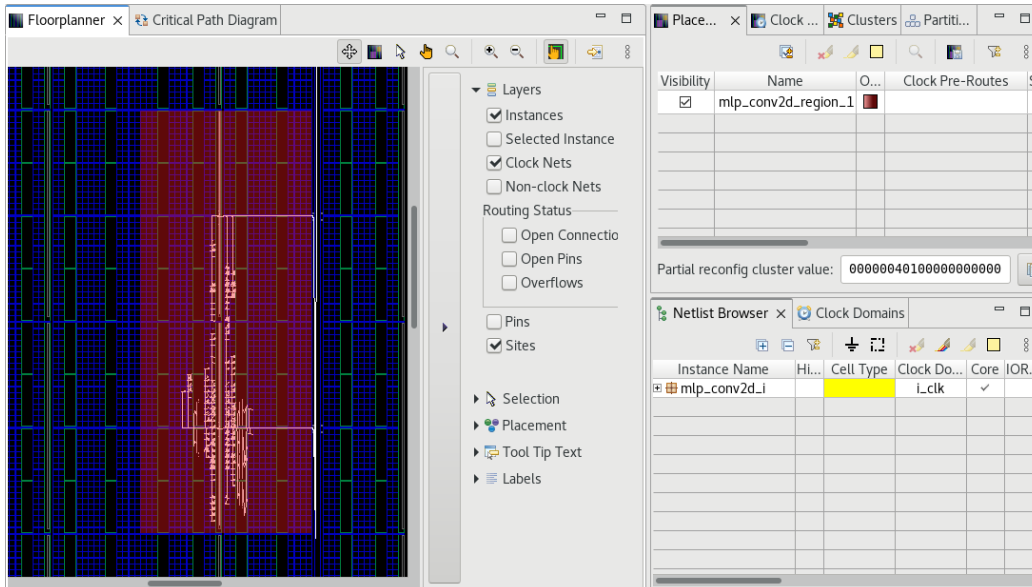 Floorplanner
Critical Path Diagram
Layers
Instances
Selected Instance
Clock Nets
Non-clock Nets
Routing Status
Open Connectio
Open Pins
Overflows
Pins
Sites
Selection
Placement
Tool Tip Text
Labels
Place... Clock ... Clusters Partiti...
Visibility Name O... Clock Pre-Routes S
mlp_conv2d_region_1
Partial reconfig cluster value: 00000040100000000000
Netlist Browser Clock Domains
Instance Name Hi... Cell Type Clock Do... Core IOR.
mlp_conv2d_i i_clk